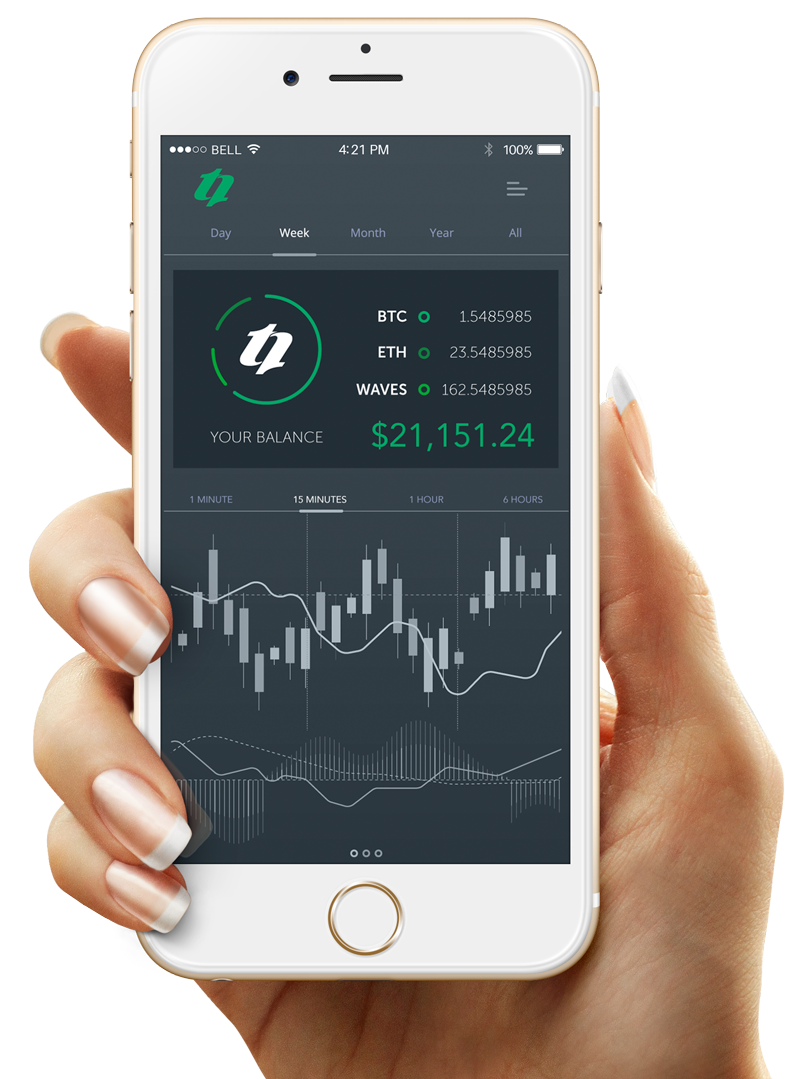 BELL 4:21 PM 100%
Day Week Month Year All
BTC 1.5485985
ETH 23.5485985
WAVES 162.5485985
YOUR BALANCE $21,151.24
1 MINUTE 15 MINUTES 1 HOUR 6 HOURS